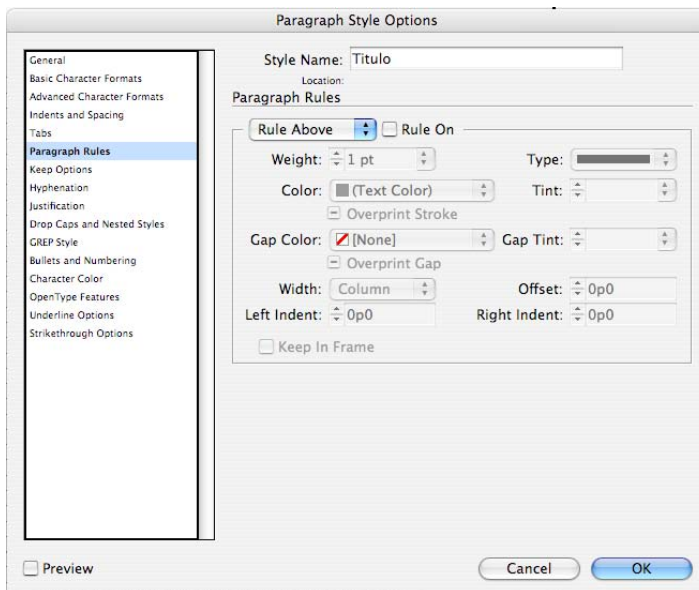 Paragraph Style Options
General
Basic Character Formats
Advanced Character Formats
Indents and Spacing
Tabs
Paragraph Rules
Keep Options
Hyphenation
Justification
Drop Caps and Nested Styles
GREP Style
Bullets and Numbering
Character Color
OpenType Features
Underline Options
Strikethrough Options
Style Name: Titulo
Location:
Paragraph Rules
Rule Above Rule On
Weight: 1 pt Type:
Color: (Text Color) Tint:
Overprint Stroke
Gap Color: [None] Gap Tint:
Overprint Gap
Width: Column Offset: 0p0
Left Indent: 0p0 Right Indent: 0p0
Keep In Frame
Preview Cancel OK